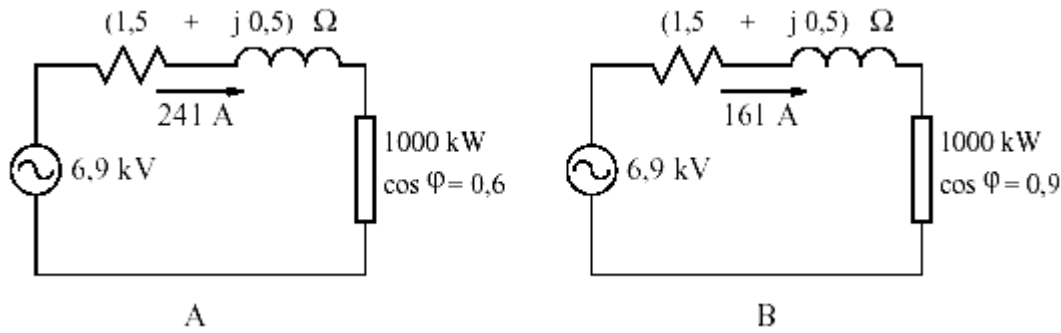 (1,5 + j 0,5) Ω
241 A
6,9 kV
1000 kW
cos φ = 0,6
A
(1,5 + j 0,5) Ω
161 A
6,9 kV
1000 kW
cos φ = 0,9
B